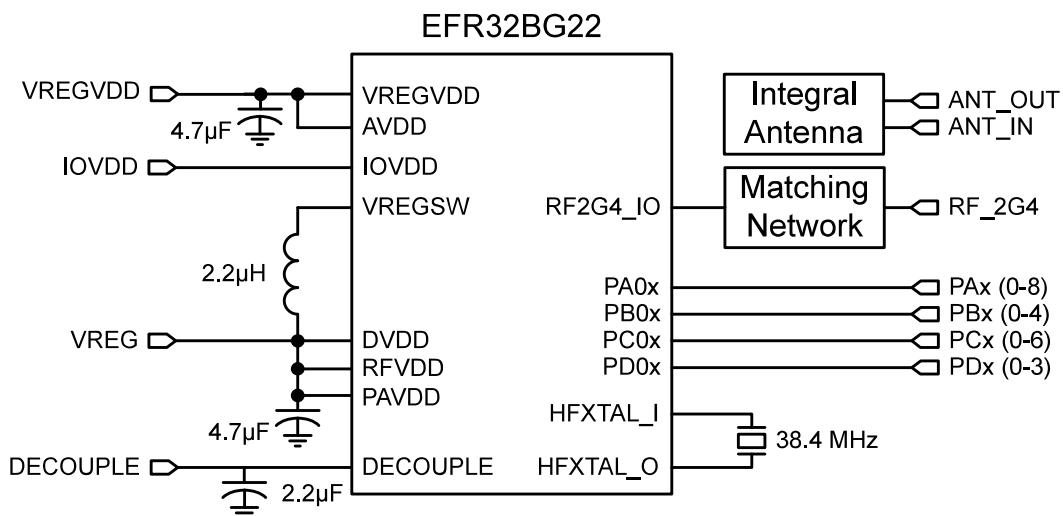 EFR32BG22
VREGVDD
4.7µF
IOVDD
2.2µH
VREG
4.7µF
DECOUPLE
2.2µF
VREGVDD
AVDD
IOVDD
VREGSW
DVDD
RFVDD
PAVDD
DECOUPLE
RF2G4_IO
PA0x
PB0x
PC0x
PD0x
HFXTAL_I
HFXTAL_O
Integral
Antenna
ANT_OUT
ANT_IN
Matching
Network
RF_2G4
PAx (0-8)
PBx (0-4)
PCx (0-6)
PDx (0-3)
38.4 MHz